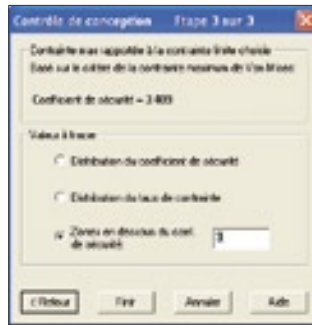 Contrôle de conception Etape 3 sur 3
Contrainte max rapportée à la contrainte limite choisie
Basé sur le critère de la contrainte maximum de Von Mises
Coefficient de sécurité = 3.409
Valeur à tracer
Distribution du coefficient de sécurité
Distribution du taux de contrainte
Zones en dessous du coef. de sécurité
< Retour Finir Annuler Aide